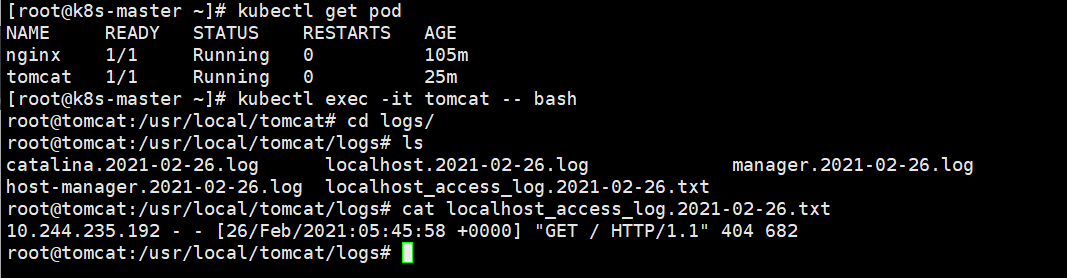 [root@k8s-master ~]# kubectl get pod
NAME     READY   STATUS    RESTARTS   AGE
nginx    1/1     Running   0          105m
tomcat   1/1     Running   0          25m
[root@k8s-master ~]# kubectl exec -it tomcat -- bash
root@tomcat:/usr/local/tomcat# cd logs/
root@tomcat:/usr/local/tomcat/logs# ls
catalina.2021-02-26.log      localhost.2021-02-26.log             manager.2021-02-26.log
host-manager.2021-02-26.log  localhost_access_log.2021-02-26.txt
root@tomcat:/usr/local/tomcat/logs# cat localhost_access_log.2021-02-26.txt
10.244.235.192 - - [26/Feb/2021:05:45:58 +0000] "GET / HTTP/1.1" 404 682
root@tomcat:/usr/local/tomcat/logs#